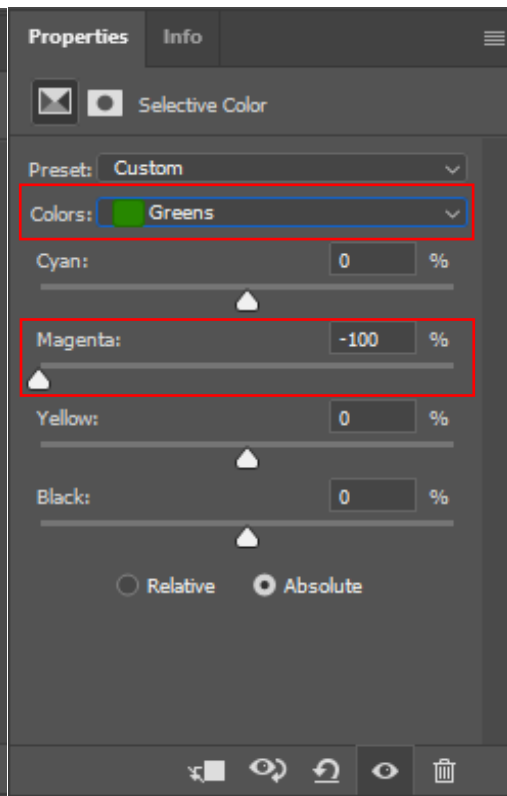 Properties Info
Selective Color
Preset: Custom
Colors: Greens
Cyan: 0 %
Magenta: -100 %
Yellow: 0 %
Black: 0 %
Relative Absolute